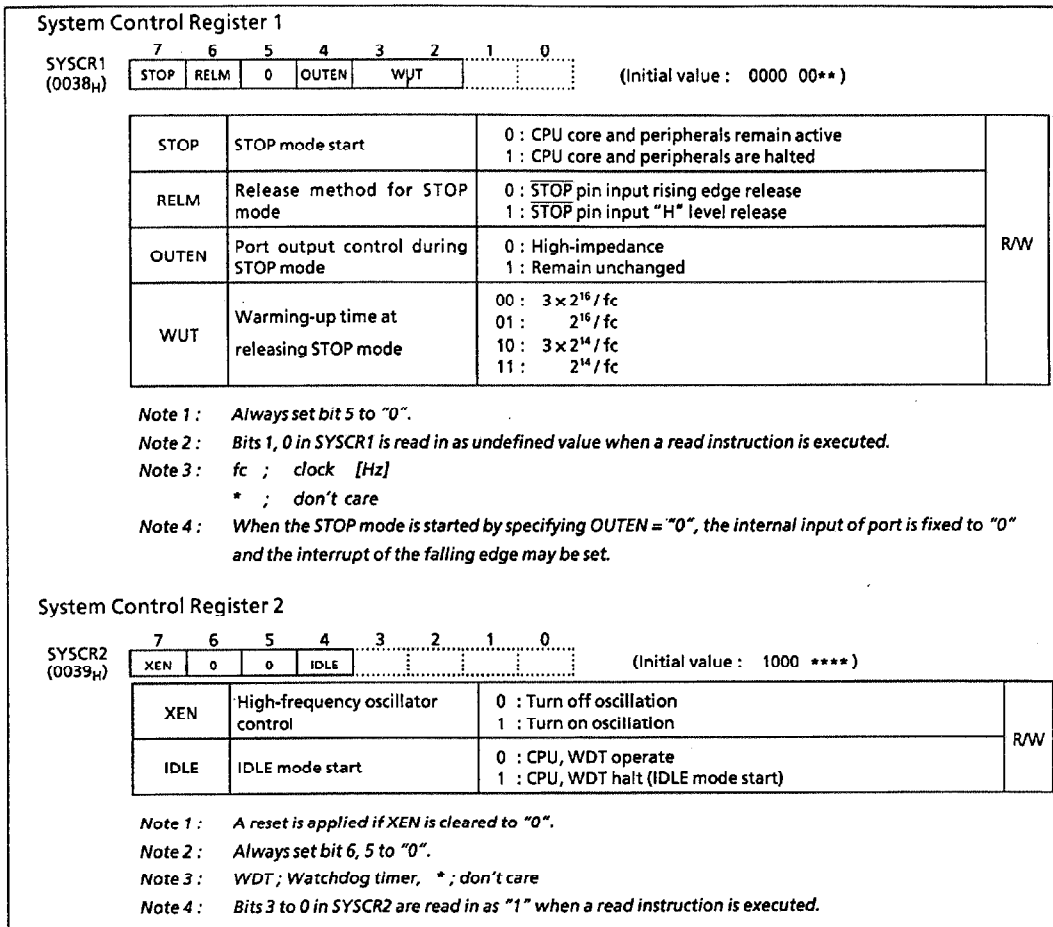 System Control Register 1
7 6 5 4 3 2 1 0
SYSCR1 (0038H) STOP RELM 0 OUTEN WUT (Initial value : 0000 00**)
STOP STOP mode start 0 : CPU core and peripherals remain active
1 : CPU core and peripherals are halted
RELM Release method for STOP mode 0 : S̅T̅O̅P̅ pin input rising edge release
1 : S̅T̅O̅P̅ pin input "H" level release
OUTEN Port output control during STOP mode 0 : High-impedance
1 : Remain unchanged
R/W
WUT Warming-up time at releasing STOP mode 00 : 3 × 2¹⁶ / fc
01 : 2¹⁶ / fc
10 : 3 × 2¹⁴ / fc
11 : 2¹⁴ / fc
Note 1 : Always set bit 5 to "0".
Note 2 : Bits 1, 0 in SYSCR1 is read in as undefined value when a read instruction is executed.
Note 3 : fc ; clock [Hz]
* ; don't care
Note 4 : When the STOP mode is started by specifying OUTEN = "0", the internal input of port is fixed to "0"
and the interrupt of the falling edge may be set.
System Control Register 2
7 6 5 4 3 2 1 0
SYSCR2 (0039H) XEN 0 0 IDLE (Initial value : 1000 ****)
XEN High-frequency oscillator control 0 : Turn off oscillation
1 : Turn on oscillation
R/W
IDLE IDLE mode start 0 : CPU, WDT operate
1 : CPU, WDT halt (IDLE mode start)
Note 1 : A reset is applied if XEN is cleared to "0".
Note 2 : Always set bit 6, 5 to "0".
Note 3 : WDT ; Watchdog timer, * ; don't care
Note 4 : Bits 3 to 0 in SYSCR2 are read in as "1" when a read instruction is executed.